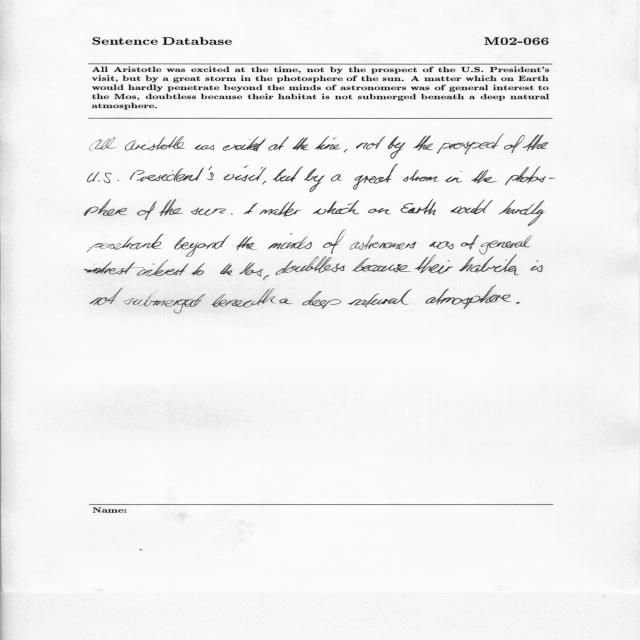 Sentence Database M02-066
All Aristotle was excited at the time, not by the prospect of the U.S. President's
visit, but by a great storm in the photosphere of the sun. A matter which on Earth
would hardly penetrate beyond the minds of astronomers was of general interest to
the Mos, doubtless because their habitat is not submerged beneath a deep natural
atmosphere.
All Aristotle was excited at the time, not by the prospect of the
U.S. President's visit, but by a great strom in the photos-
phere of the sun. A matter which on Earth would hardly
penetrate beyond the minds of astronomers was of general
interest to the Mos, doubtless because their habitat is
not submerged beneath a deep natural atmosphere.
Name: